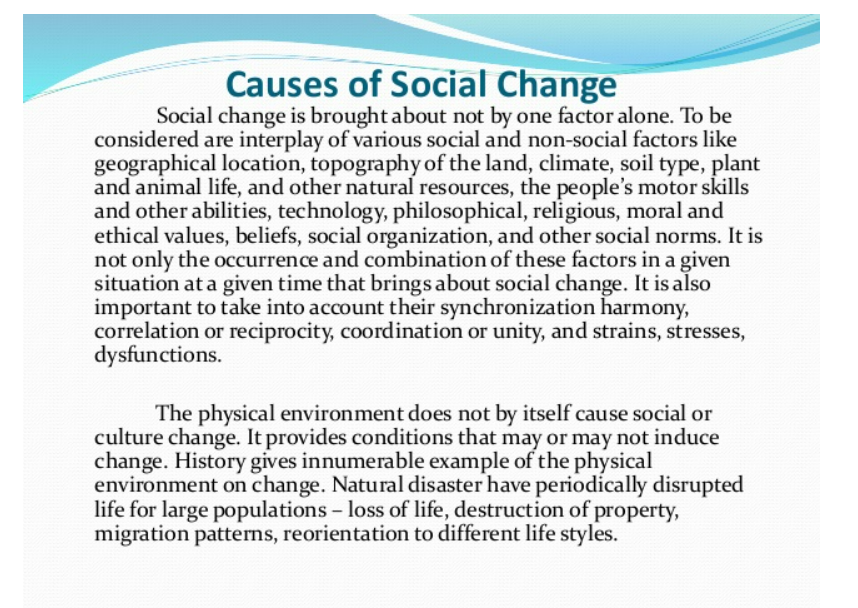 Causes of Social Change
Social change is brought about not by one factor alone. To be
considered are interplay of various social and non-social factors like
geographical location, topography of the land, climate, soil type, plant
and animal life, and other natural resources, the people's motor skills
and other abilities, technology, philosophical, religious, moral and
ethical values, beliefs, social organization, and other social norms. It is
not only the occurrence and combination of these factors in a given
situation at a given time that brings about social change. It is also
important to take into account their synchronization harmony,
correlation or reciprocity, coordination or unity, and strains, stresses,
dysfunctions.
The physical environment does not by itself cause social or
culture change. It provides conditions that may or may not induce
change. History gives innumerable example of the physical
environment on change. Natural disaster have periodically disrupted
life for large populations – loss of life, destruction of property,
migration patterns, reorientation to different life styles.